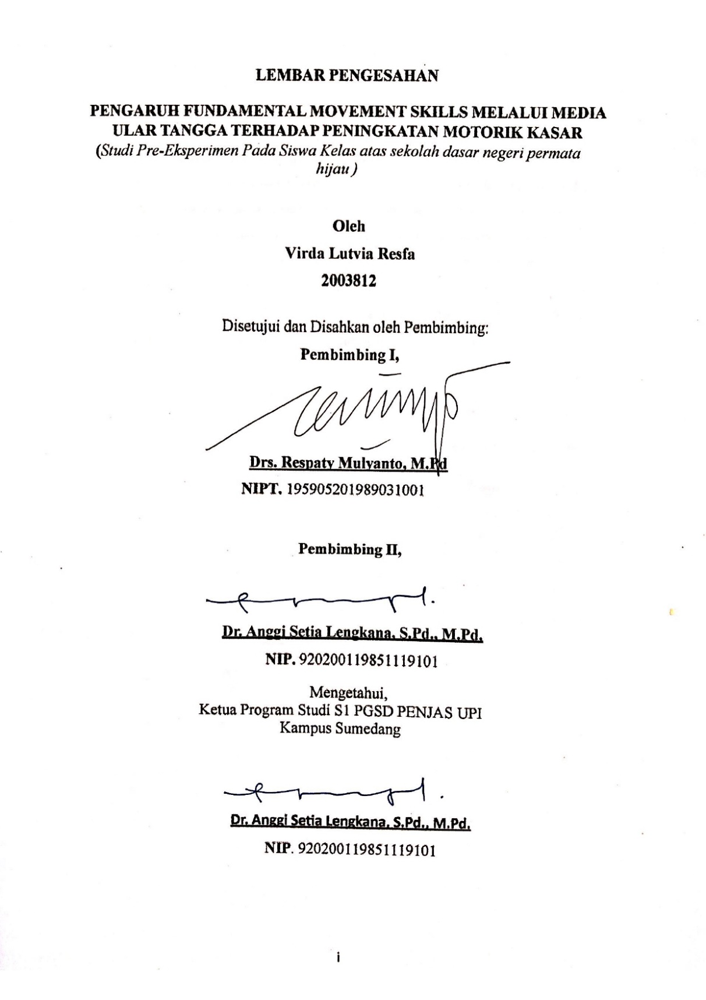 LEMBAR PENGESAHAN
PENGARUH FUNDAMENTAL MOVEMENT SKILLS MELALUI MEDIA
ULAR TANGGA TERHADAP PENINGKATAN MOTORIK KASAR
(Studi Pre-Eksperimen Pada Siswa Kelas atas sekolah dasar negeri permata
hijau )
Oleh
Virda Lutvia Resfa
2003812
Disetujui dan Disahkan oleh Pembimbing:
Pembimbing I,
Drs. Respaty Mulyanto, M.Pd
NIPT. 195905201989031001
Pembimbing II,
Dr. Anggi Setia Lengkana, S.Pd., M.Pd.
NIP. 920200119851119101
Mengetahui,
Ketua Program Studi S1 PGSD PENJAS UPI
Kampus Sumedang
Dr. Anggi Setia Lengkana, S.Pd., M.Pd.
NIP. 920200119851119101
i